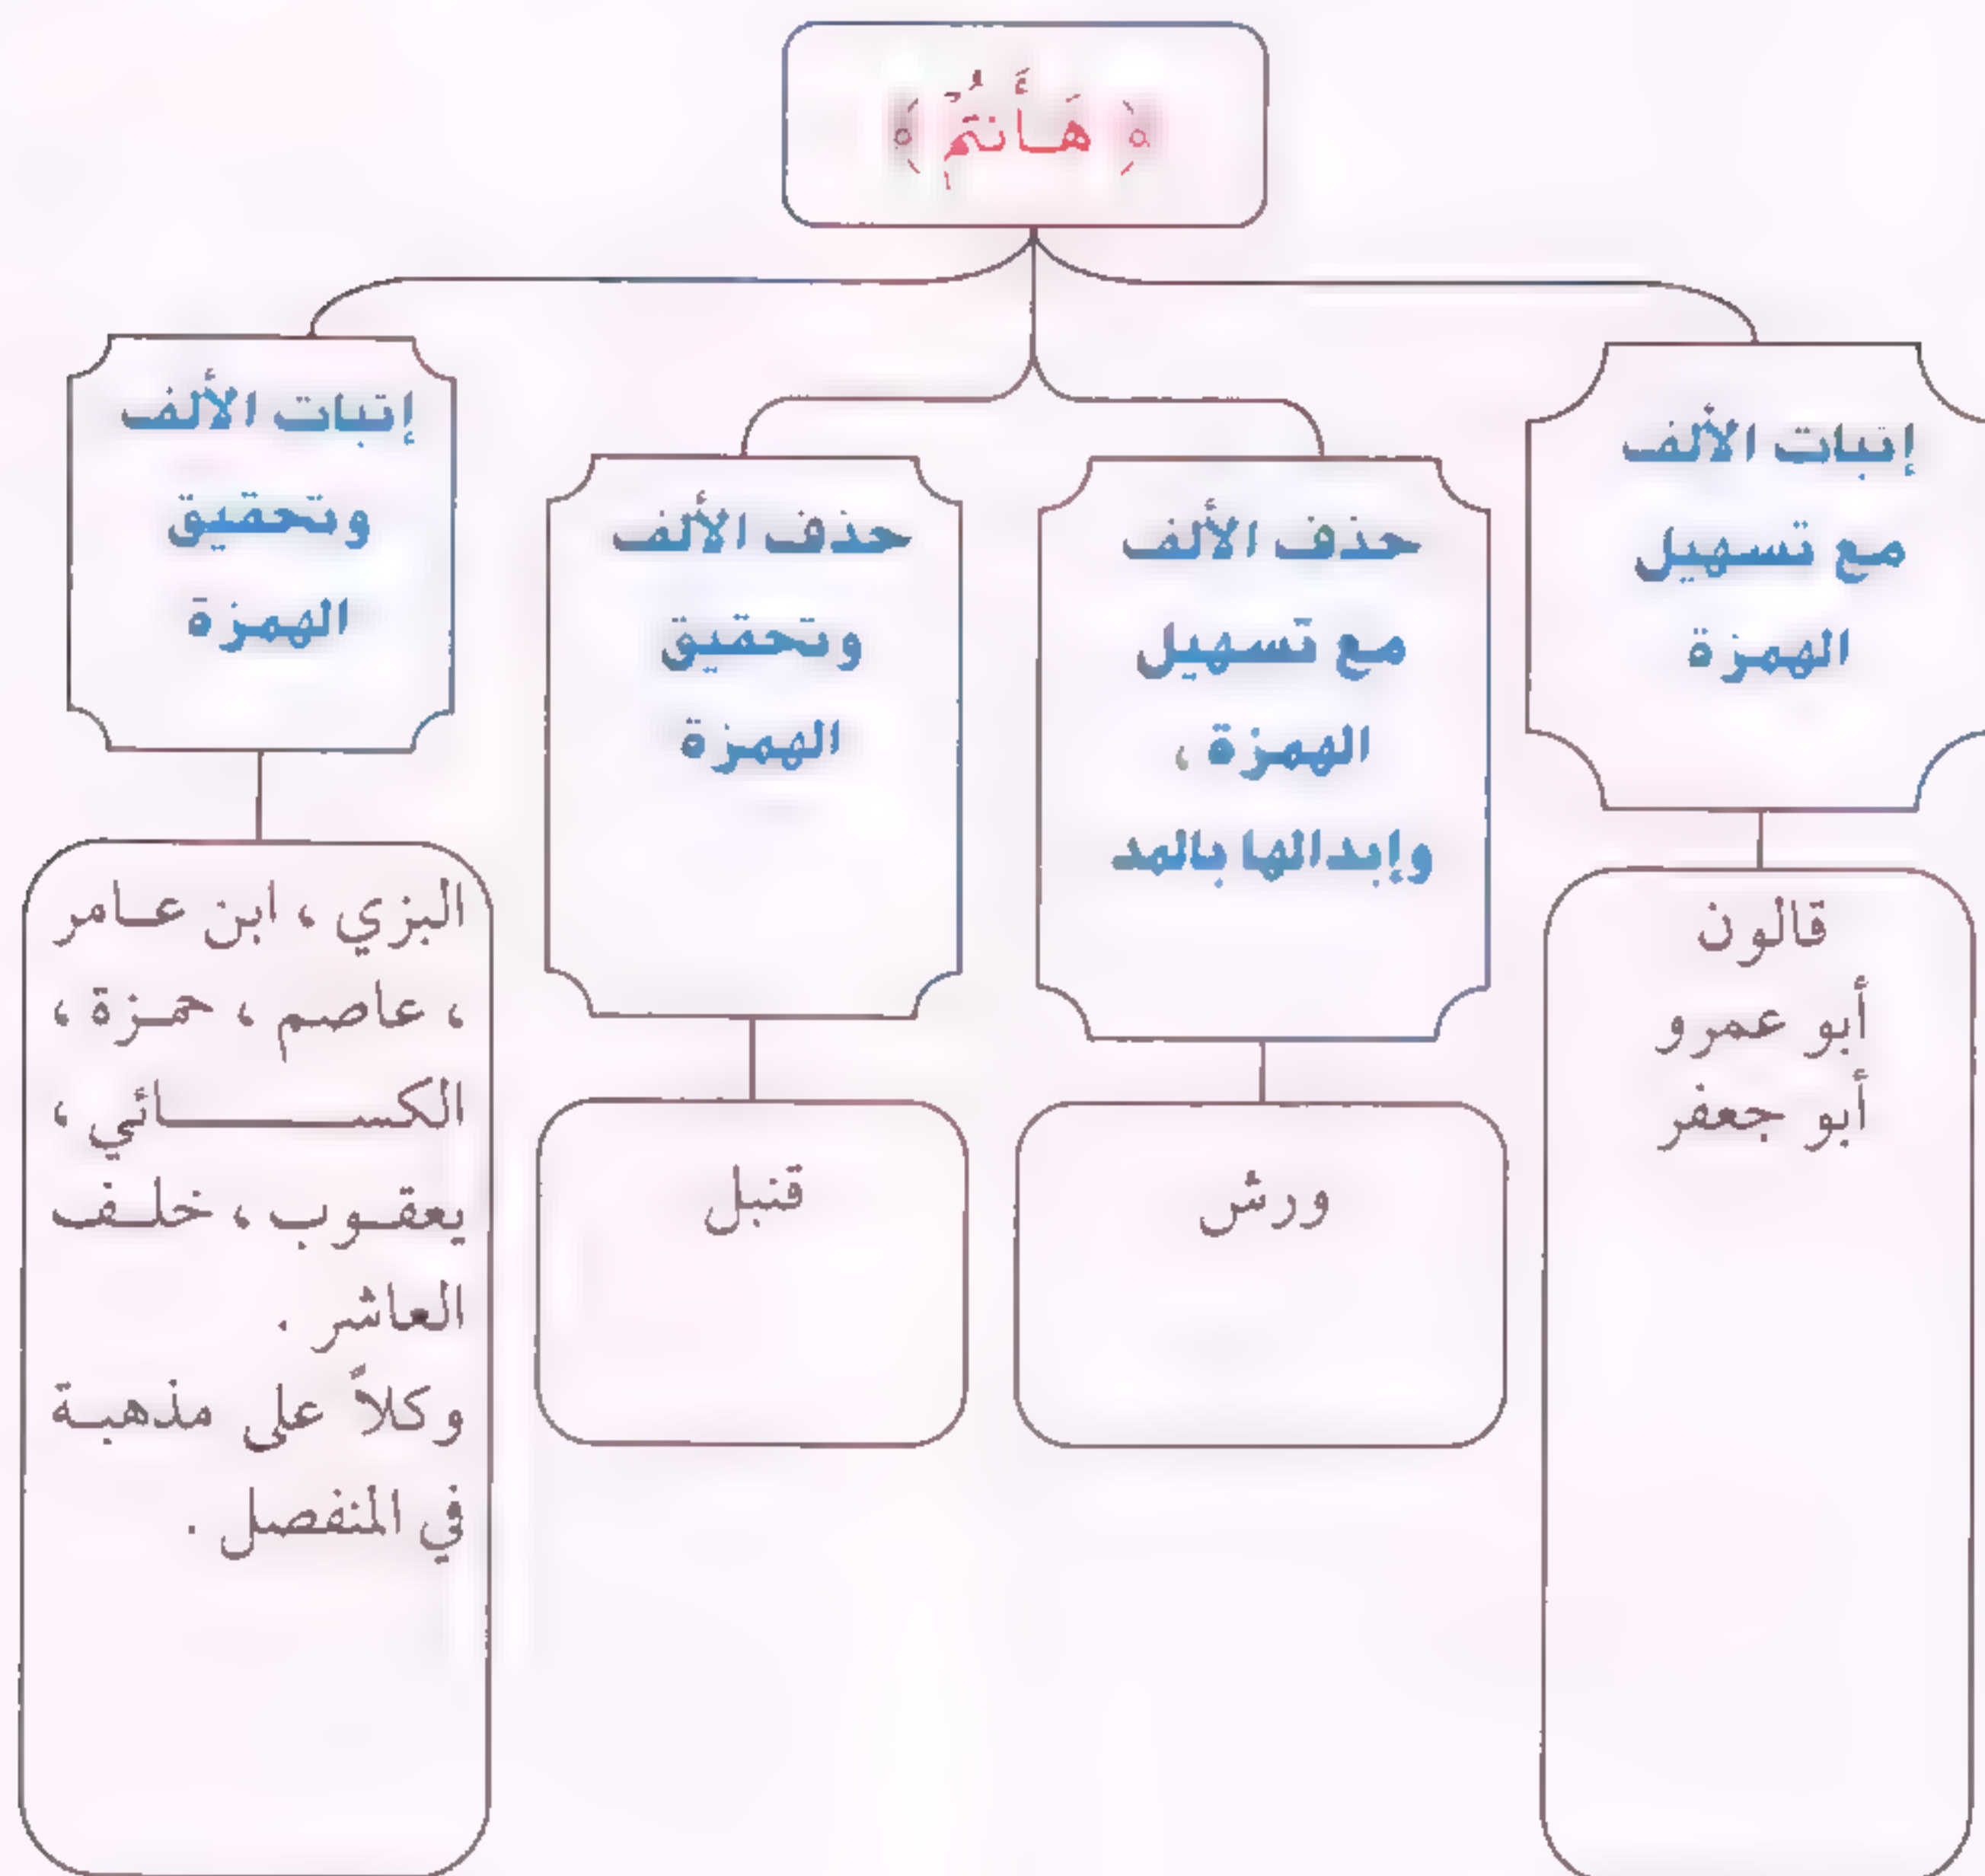 ﴿ هَـأَنتُمْ ﴾
إثبات الألف
مع تسهيل
الهمزة
حذف الألف
مع تسهيل
الهمزة ،
وإبدالها بالمد
حذف الألف
وتحقيق
الهمزة
إثبات الألف
وتحقيق
الهمزة
قالون
أبو عمرو
أبو جعفر
ورش
قنبل
البزي ، ابن عـامر
، عاصم ، حمـزة ،
الكســـــــائي ،
يعقـوب ، خلـف
العاشر .
وكلاً على مذهبـة
في المنفصل .